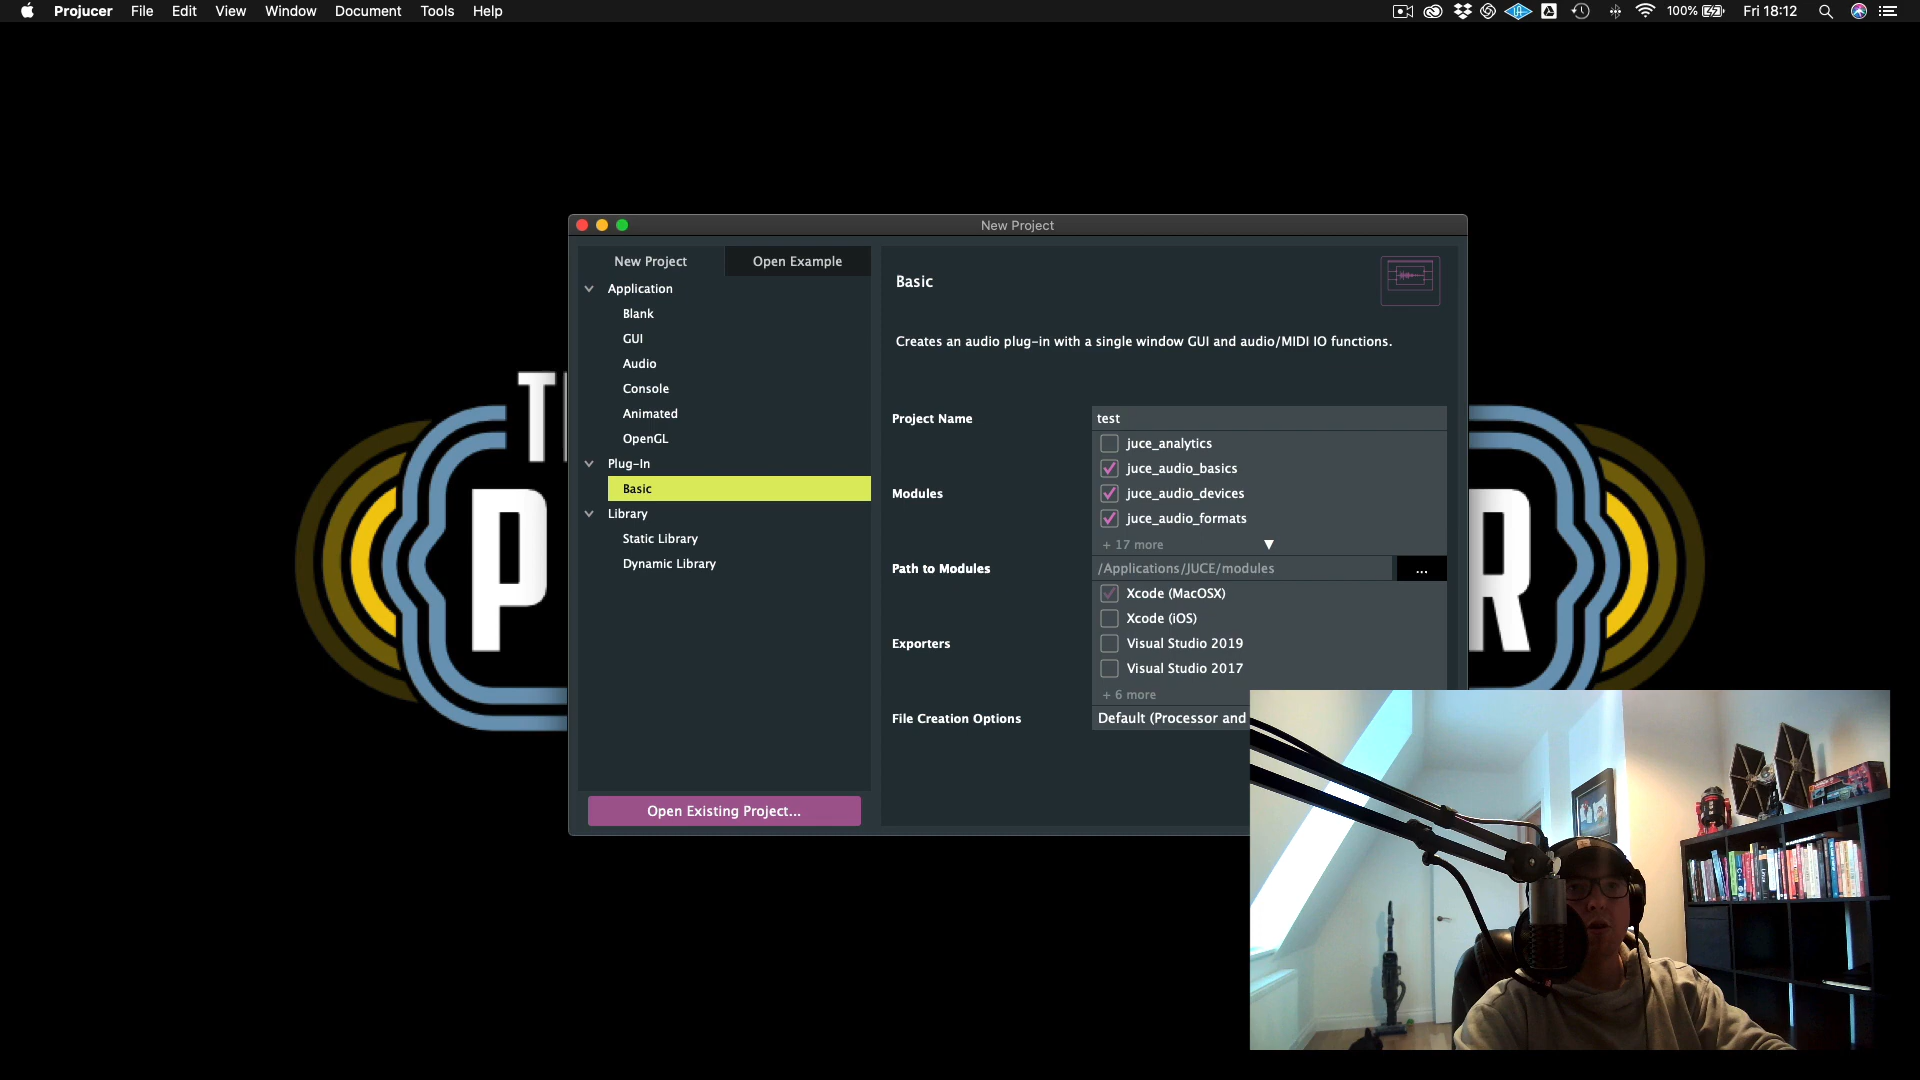 Projucer File Edit View Window Document Tools Help
100% Fri 18:12
New Project
New Project Open Example
Application
Blank
GUI
Audio
Console
Animated
OpenGL
Plug-In
Basic
Library
Static Library
Dynamic Library
Open Existing Project...
Basic
Creates an audio plug-in with a single window GUI and audio/MIDI IO functions.
Project Name test
Modules
juce_analytics
juce_audio_basics
juce_audio_devices
juce_audio_formats
+ 17 more
Path to Modules /Applications/JUCE/modules ...
Exporters
Xcode (MacOSX)
Xcode (iOS)
Visual Studio 2019
Visual Studio 2017
+ 6 more
File Creation Options Default (Processor and
T
P
R